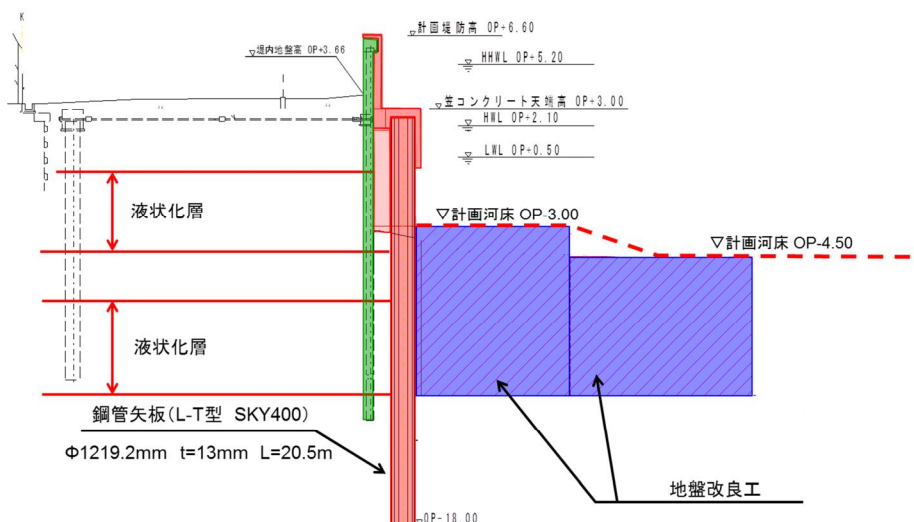 K
▽計画堤防高 OP+6.60
▽堤内地盤高 OP+3.66
HHWL OP+5.20
▽笠コンクリート天端高 OP+3.00
HWL OP+2.10
LWL OP+0.50
液状化層
▽計画河床 OP-3.00
▽計画河床 OP-4.50
液状化層
鋼管矢板(L-T型 SKY400)
Φ1219.2mm t=13mm L=20.5m
地盤改良工
▽OP-18.00